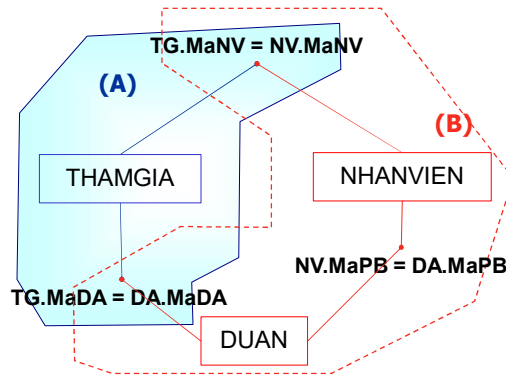 TG.MaNV = NV.MaNV
(A)
(B)
THAMGIA
NHANVIEN
NV.MaPB = DA.MaPB
TG.MaDA = DA.MaDA
DUAN